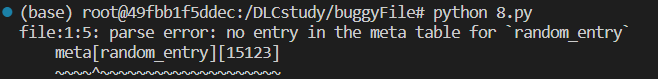 (base) root@49fbb1f5ddec:/DLCstudy/buggyFile# python 8.py
file:1:5: parse error: no entry in the meta table for `random_entry`
    meta[random_entry][15123]
    ~~~~^~~~~~~~~~~~~~~~~~~~~